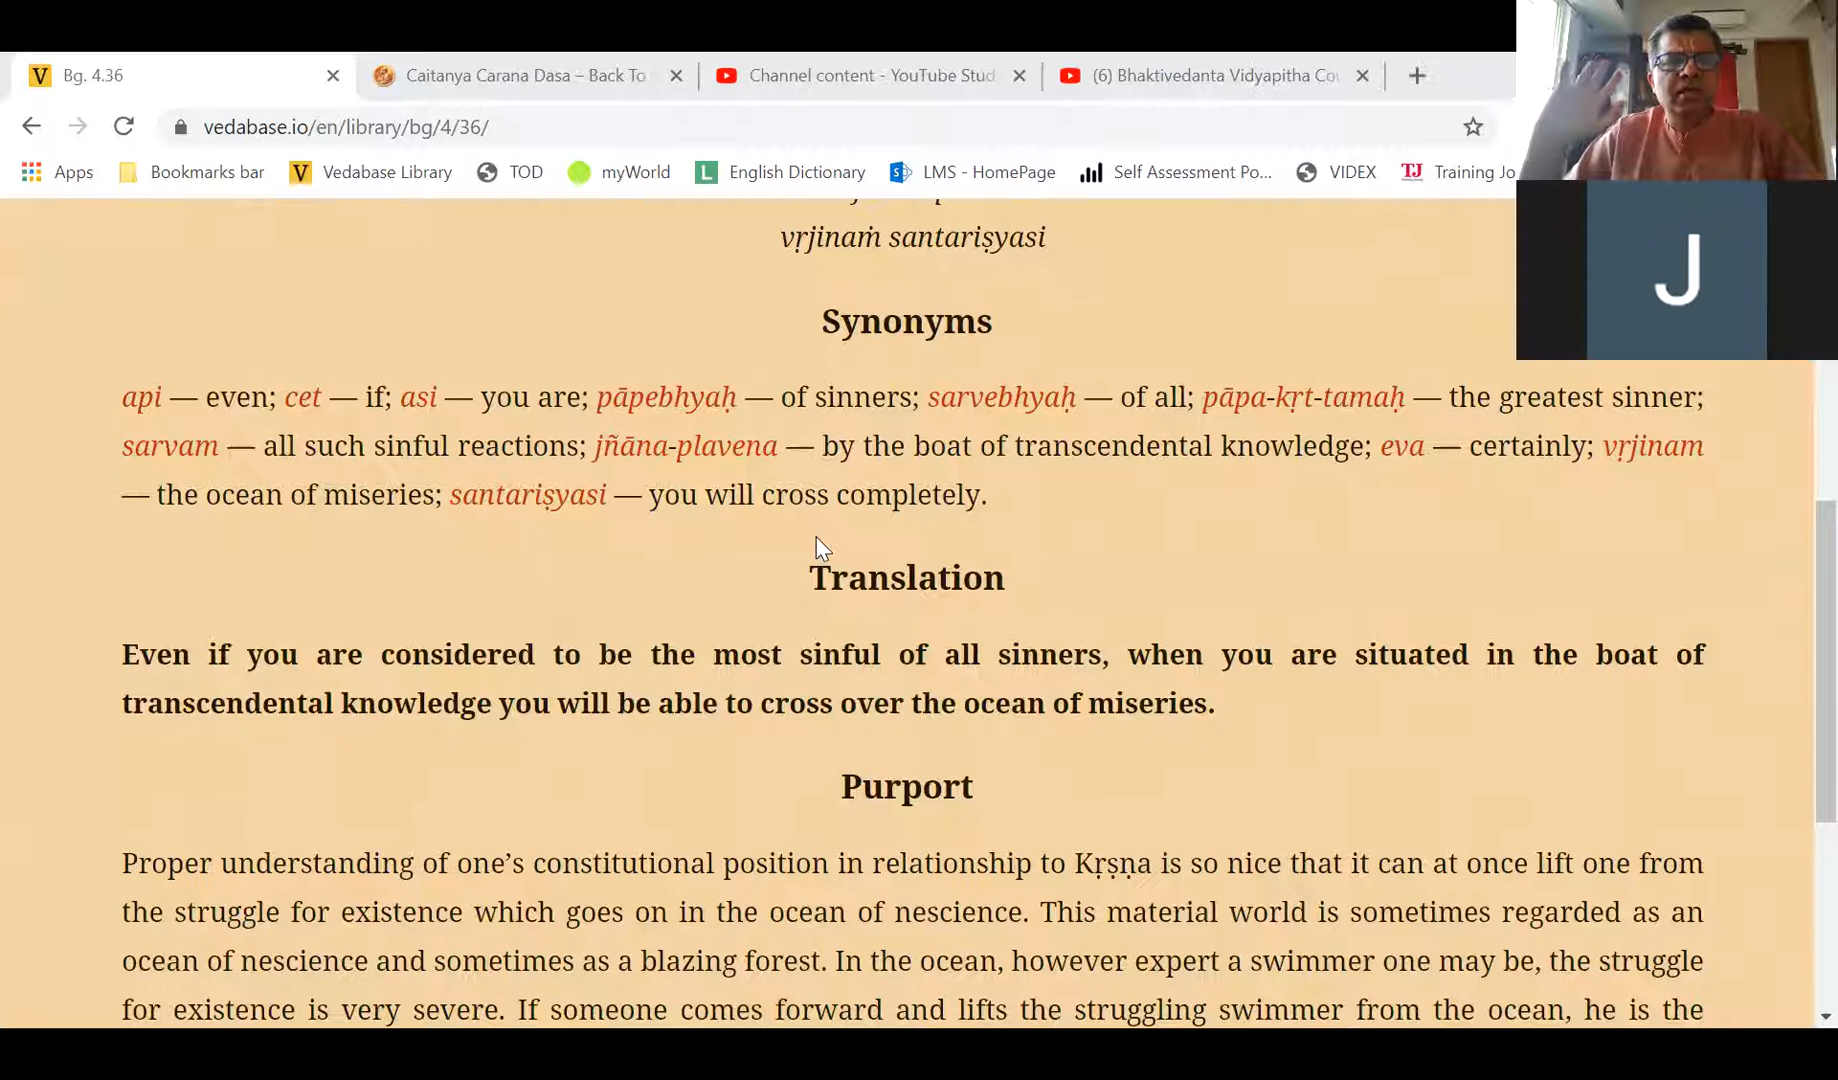 Bg. 4.36
Caitanya Carana Dasa – Back To
Channel content - YouTube Stud
(6) Bhaktivedanta Vidyapitha Co
vedabase.io/en/library/bg/4/36/
Apps
Bookmarks bar
Vedabase Library
TOD
myWorld
English Dictionary
LMS - HomePage
Self Assessment Po...
VIDEX
Training Jo
J
vṛjinaṁ santariṣyasi
Synonyms
api — even; cet — if; asi — you are; pāpebhyaḥ — of sinners; sarvebhyaḥ — of all; pāpa-kṛt-tamaḥ — the greatest sinner;
sarvam — all such sinful reactions; jñāna-plavena — by the boat of transcendental knowledge; eva — certainly; vṛjinam
— the ocean of miseries; santariṣyasi — you will cross completely.
Translation
Even if you are considered to be the most sinful of all sinners, when you are situated in the boat of
transcendental knowledge you will be able to cross over the ocean of miseries.
Purport
Proper understanding of one’s constitutional position in relationship to Kṛṣṇa is so nice that it can at once lift one from
the struggle for existence which goes on in the ocean of nescience. This material world is sometimes regarded as an
ocean of nescience and sometimes as a blazing forest. In the ocean, however expert a swimmer one may be, the struggle
for existence is very severe. If someone comes forward and lifts the struggling swimmer from the ocean, he is the